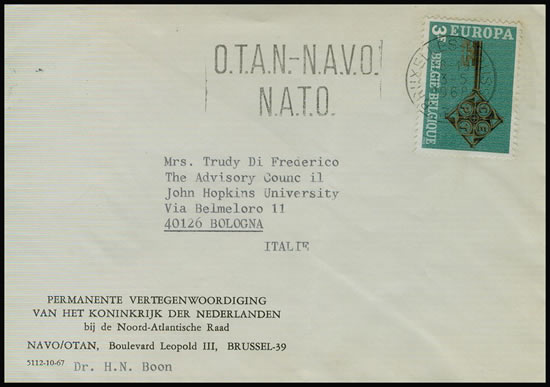 O.T.A.N.-N.A.V.O.
N.A.T.O.
EUROPA
3F
BELGIË-BELGIQUE
Mrs. Trudy Di Frederico
The Advisory Counc il
John Hopkins University
Via Belmeloro 11
40126 BOLOGNA
ITALIE
PERMANENTE VERTEGENWOORDIGING
VAN HET KONINKRIJK DER NEDERLANDEN
bij de Noord-Atlantische Raad
NAVO/OTAN, Boulevard Leopold III, BRUSSEL-39
5112-10-67 Dr. H.N. Boon